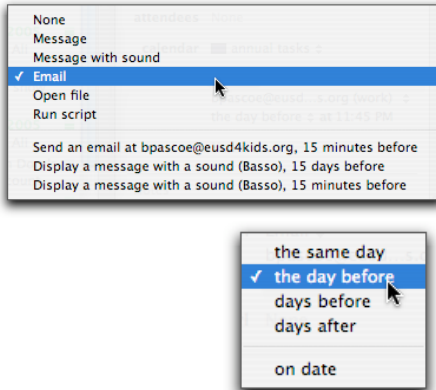 None
Message
Message with sound
✓ Email
Open file
Run script
Send an email at bpascoe@eusd4kids.org, 15 minutes before
Display a message with a sound (Basso), 15 days before
Display a message with a sound (Basso), 15 minutes before
the same day
✓ the day before
days before
days after
on date